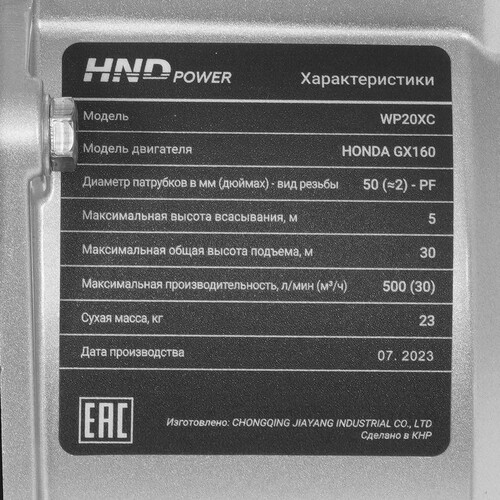 HND POWER Характеристики
Модель WP20XC
Модель двигателя HONDA GX160
Диаметр патрубков в мм (дюймах) - вид резьбы 50 (≈2) - PF
Максимальная высота всасывания, м 5
Максимальная общая высота подъема, м 30
Максимальная производительность, л/мин (м³/ч) 500 (30)
Сухая масса, кг 23
Дата производства 07. 2023
EAC
Изготовлено: CHONGQING JIAYANG INDUSTRIAL CO., LTD
Сделано в КНР